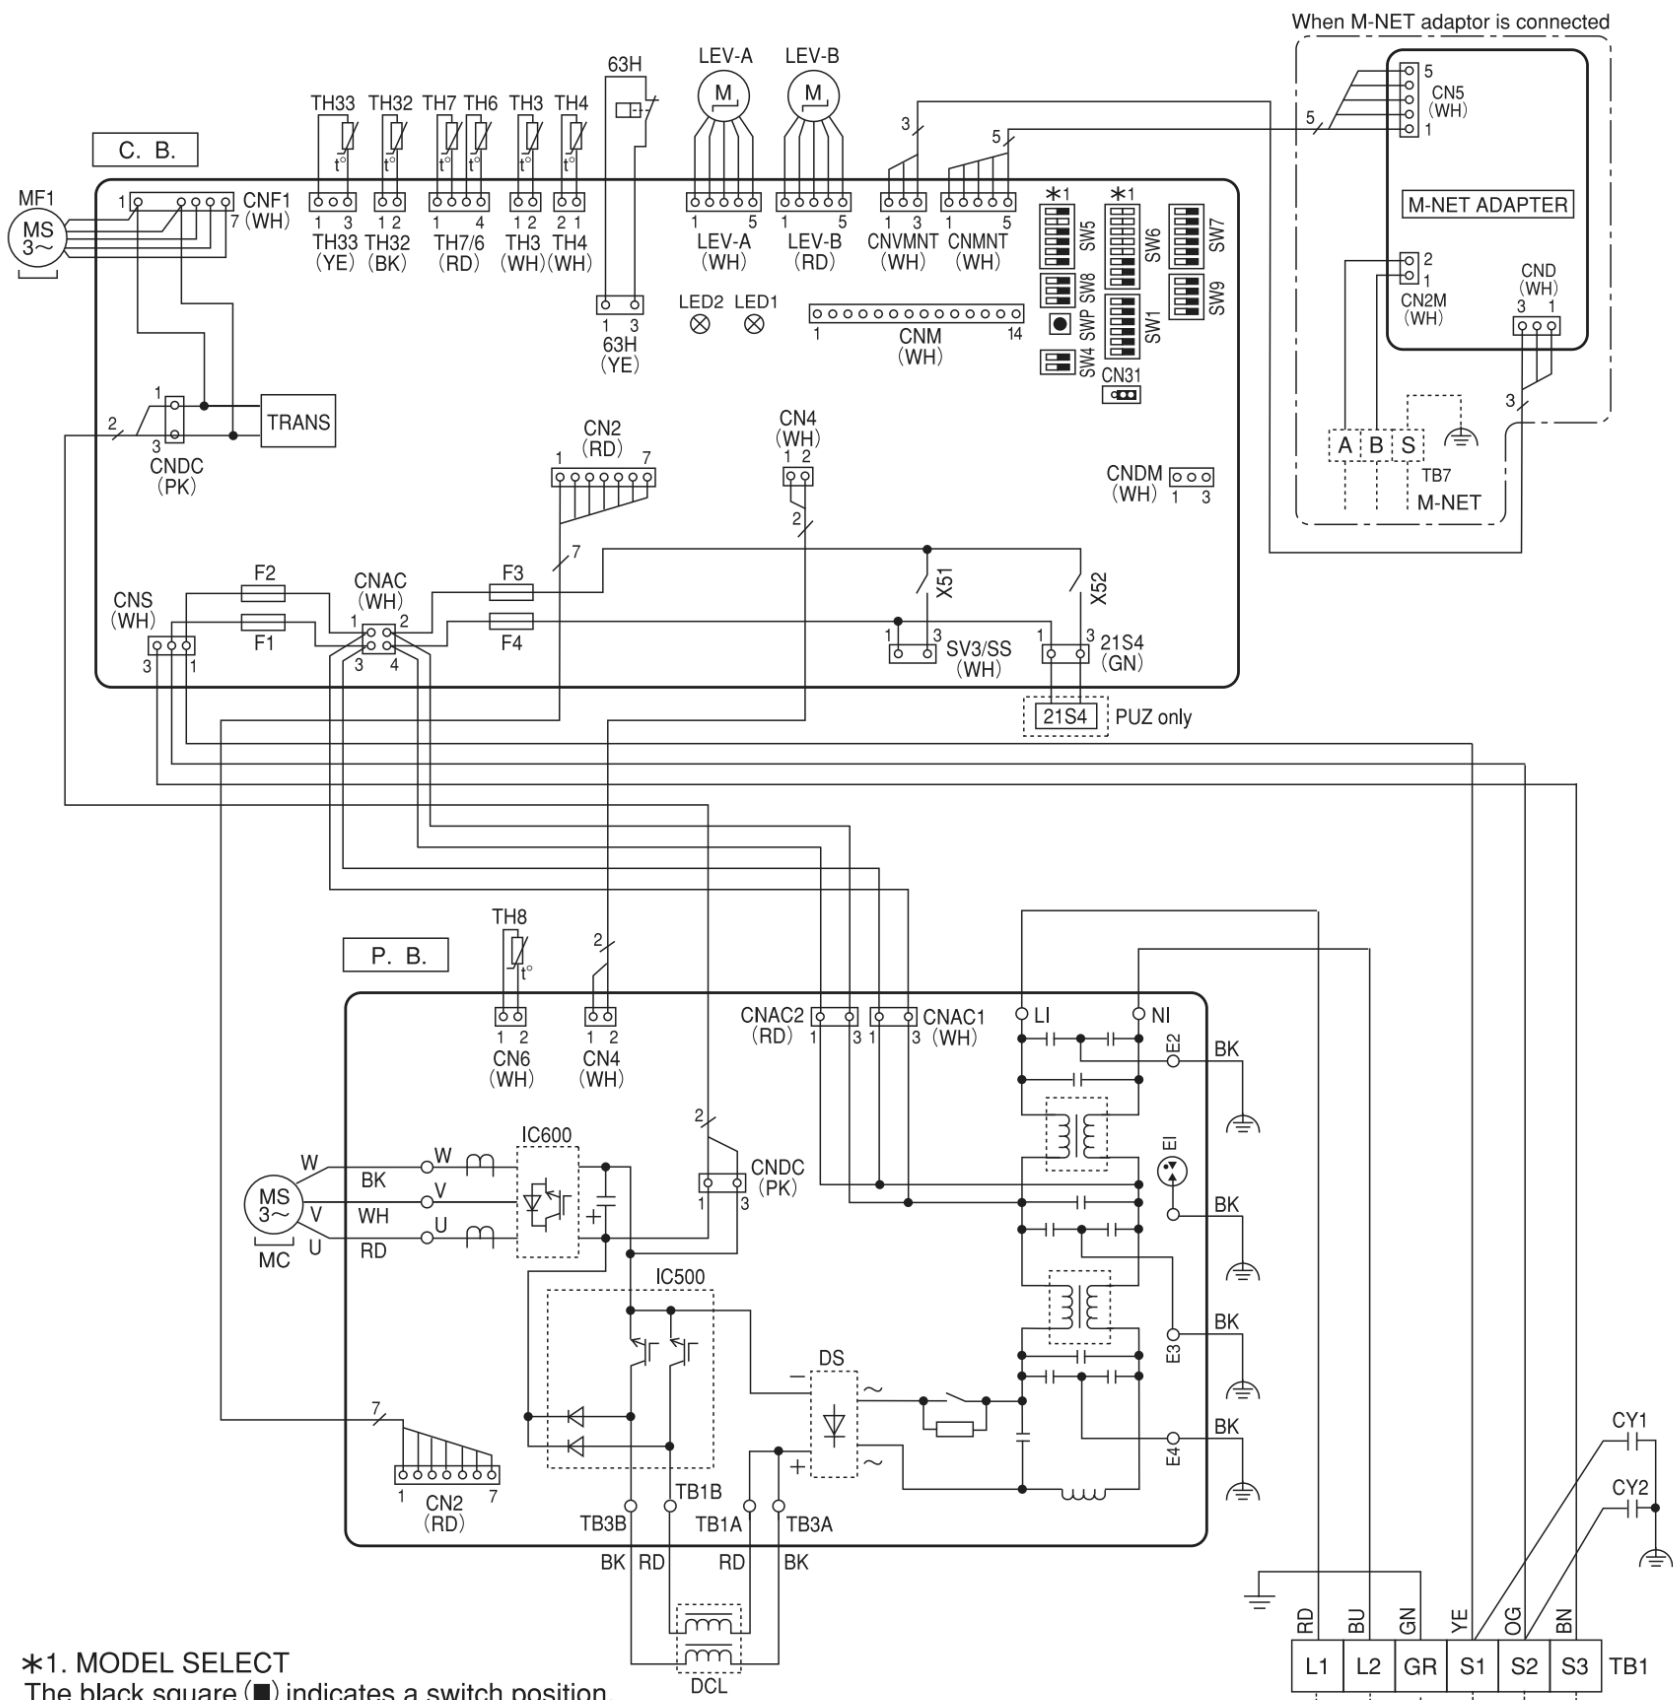 When M-NET adaptor is connected
63H
LEV-A
LEV-B
M
M
TH33
TH32
TH7
TH6
TH3
TH4
t°
t°
t°
t°
t°
3
5
5
5
CN5
(WH)
1
C. B.
MF1
MS
3~
1
CNF1
7 (WH)
1 3
1 2
1 4
1 2
2 1
TH33
(YE)
TH32
(BK)
TH7/6
(RD)
TH3
(WH)
TH4
(WH)
1 5
LEV-A
(WH)
1 5
LEV-B
(RD)
1 3
CNVMNT
(WH)
1 5
CNMNT
(WH)
*1
*1
SW5
SW6
SW7
SW8
SW9
SWP
SW1
SW4
CN31
M-NET ADAPTER
2
1
CN2M
(WH)
CND
(WH)
3 1
3
A B S
TB7
M-NET
1 3
63H
(YE)
LED2 LED1
1 14
CNM
(WH)
1
2
3
CNDC
(PK)
TRANS
CN2
(RD)
1 7
7
CN4
(WH)
1 2
2
CNDM
(WH)
1 3
CNS
(WH)
3 1
F2
F1
CNAC
(WH)
1 2
3 4
F3
F4
X51
X52
1 3
SV3/SS
(WH)
1 3
21S4
(GN)
21S4
PUZ only
P. B.
TH8
t°
1 2
CN6
(WH)
2
1 2
CN4
(WH)
CNAC2
(RD)
1 3
1 3
CNAC1
(WH)
LI
NI
E2
BK
EI
BK
E3
BK
E4
BK
2
CNDC
(PK)
1 3
IC600
+
W
V
U
MS
3~
MC
W
V
U
BK
WH
RD
IC500
DS
−
+
~
~
7
1 7
CN2
(RD)
TB3B
TB1B
TB1A
TB3A
BK RD RD BK
DCL
CY1
CY2
RD
BU
GN
YE
OG
BN
L1 L2 GR S1 S2 S3 TB1
*1. MODEL SELECT
The black square (■) indicates a switch position.